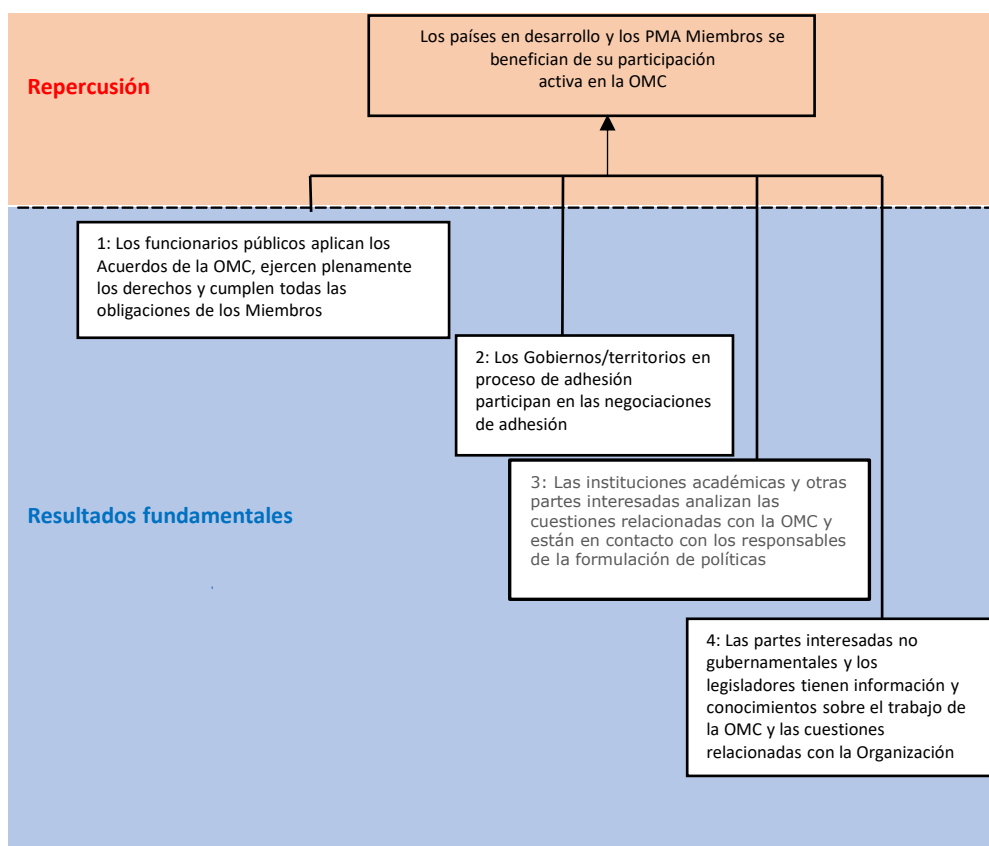 Los países en desarrollo y los PMA Miembros se
benefician de su participación
activa en la OMC
Repercusión
1: Los funcionarios públicos aplican los
Acuerdos de la OMC, ejercen plenamente
los derechos y cumplen todas las
obligaciones de los Miembros
2: Los Gobiernos/territorios en
proceso de adhesión
participan en las negociaciones
de adhesión
3: Las instituciones académicas y otras
partes interesadas analizan las
cuestiones relacionadas con la OMC y
están en contacto con los responsables
de la formulación de políticas
Resultados fundamentales
4: Las partes interesadas no
gubernamentales y los
legisladores tienen información y
conocimientos sobre el trabajo de
la OMC y las cuestiones
relacionadas con la Organización